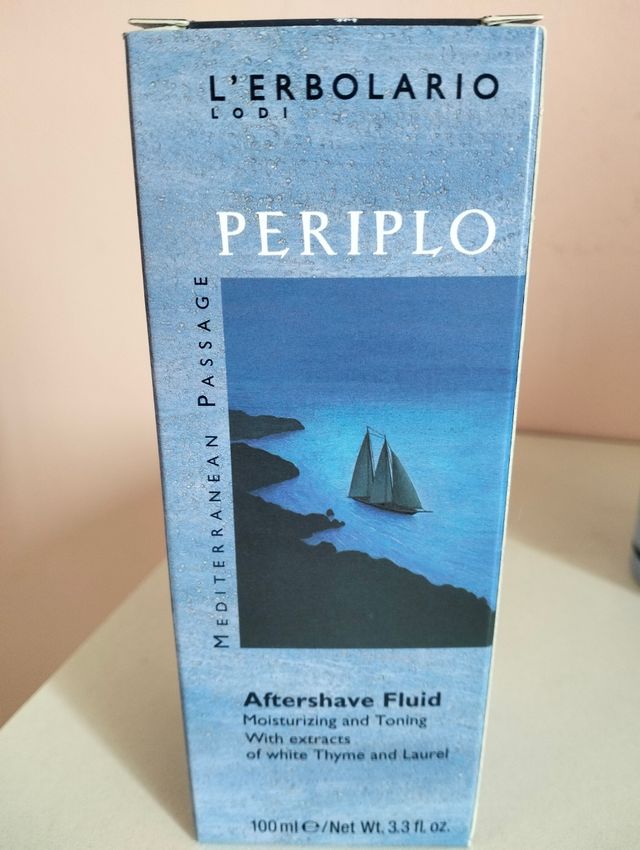 L'ERBOLARIO
LODI
PERIPLO
MEDITERRANEAN PASSAGE
Aftershave Fluid
Moisturizing and Toning
With extracts
of white Thyme and Laurel
100 ml ℮/Net Wt. 3.3 fl. oz.